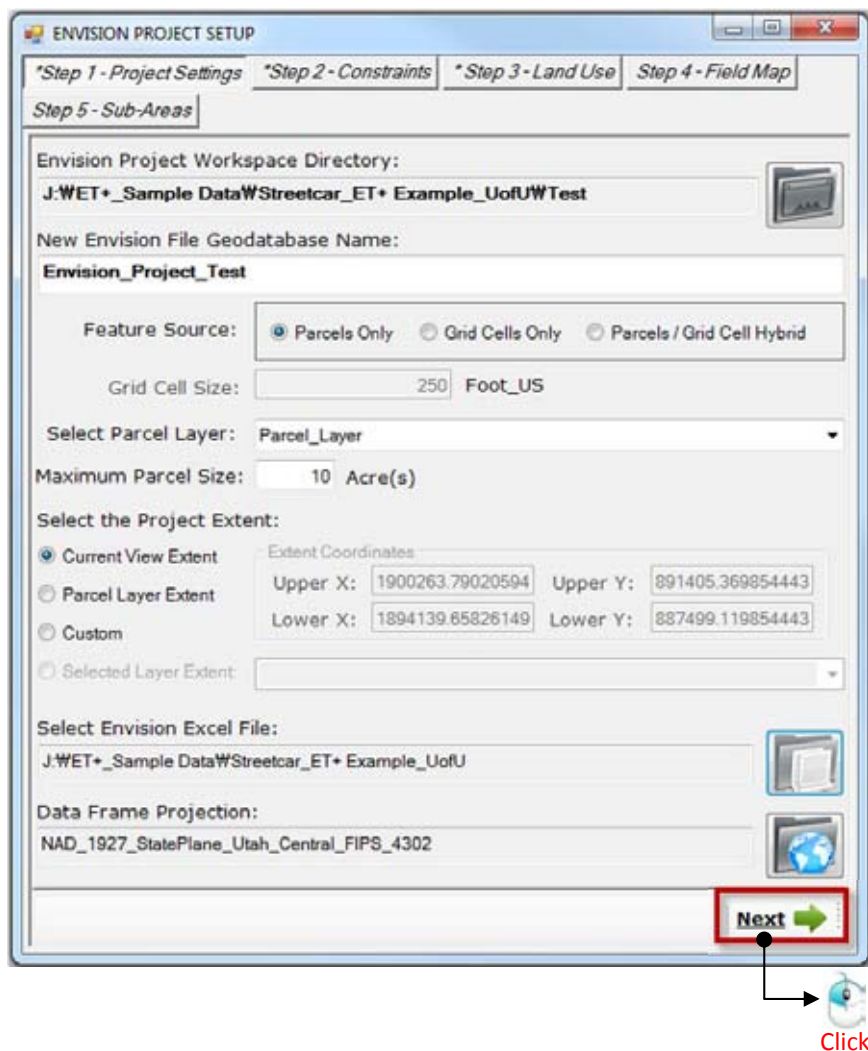 ENVISION PROJECT SETUP
*Step 1 - Project Settings *Step 2 - Constraints * Step 3 - Land Use Step 4 - Field Map
Step 5 - Sub-Areas
Envision Project Workspace Directory:
J:₩ET+_Sample Data₩Streetcar_ET+ Example_UofU₩Test
New Envision File Geodatabase Name:
Envision_Project_Test
Feature Source: Parcels Only Grid Cells Only Parcels / Grid Cell Hybrid
Grid Cell Size: 250 Foot_US
Select Parcel Layer: Parcel_Layer
Maximum Parcel Size: 10 Acre(s)
Select the Project Extent:
Current View Extent Extent Coordinates
Upper X: 1900263.79020594 Upper Y: 891405.369854443
Parcel Layer Extent
Lower X: 1894139.65826149 Lower Y: 887499.119854443
Custom
Selected Layer Extent
Select Envision Excel File:
J:₩ET+_Sample Data₩Streetcar_ET+ Example_UofU
Data Frame Projection:
NAD_1927_StatePlane_Utah_Central_FIPS_4302
Next
Click